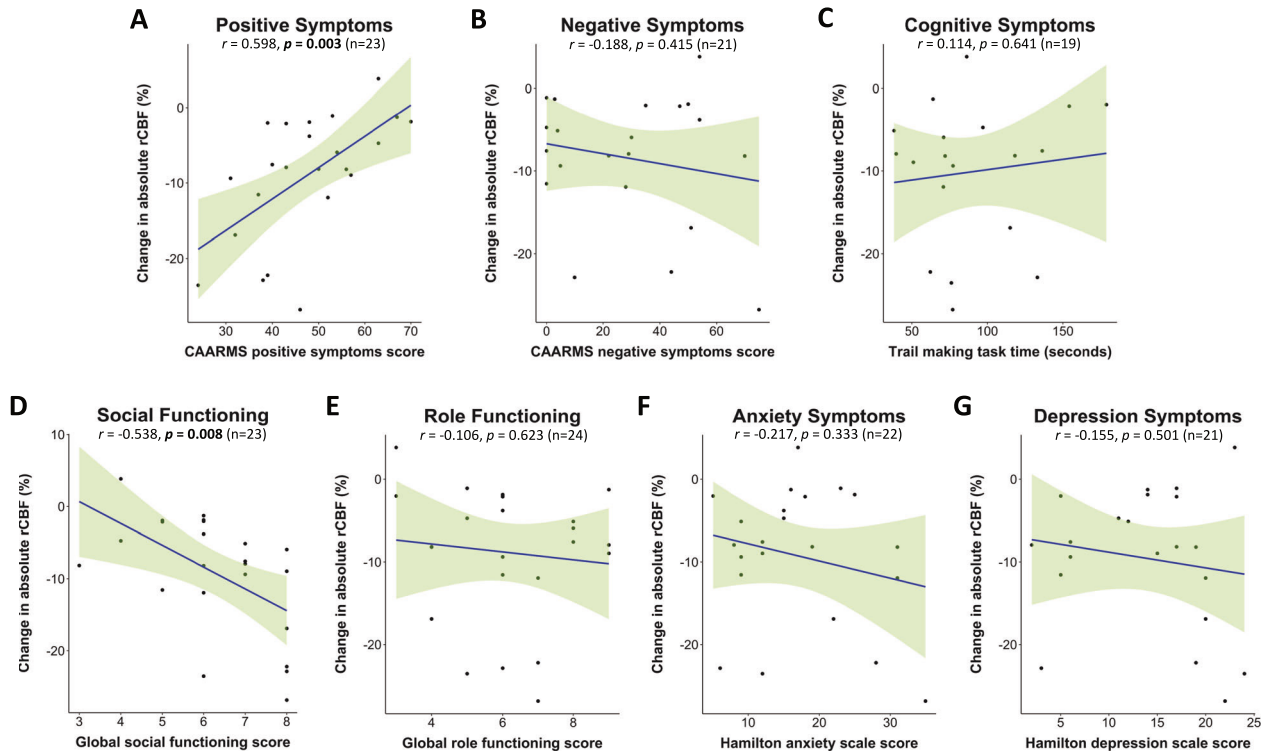 A
Positive Symptoms
r = 0.598, p = 0.003 (n=23)
Change in absolute rCBF (%)
0
-10
-20
30
40
50
60
70
CAARMS positive symptoms score
B
Negative Symptoms
r = -0.188, p = 0.415 (n=21)
Change in absolute rCBF (%)
0
-10
-20
0
20
40
60
CAARMS negative symptoms score
C
Cognitive Symptoms
r = 0.114, p = 0.641 (n=19)
Change in absolute rCBF (%)
0
-10
-20
50
100
150
Trail making task time (seconds)
D
Social Functioning
r = -0.538, p = 0.008 (n=23)
Change in absolute rCBF (%)
10
0
-10
-20
3
4
5
6
7
8
Global social functioning score
E
Role Functioning
r = -0.106, p = 0.623 (n=24)
Change in absolute rCBF (%)
0
-10
-20
4
6
8
Global role functioning score
F
Anxiety Symptoms
r = -0.217, p = 0.333 (n=22)
Change in absolute rCBF (%)
0
-10
-20
10
20
30
Hamilton anxiety scale score
G
Depression Symptoms
r = -0.155, p = 0.501 (n=21)
Change in absolute rCBF (%)
0
-10
-20
5
10
15
20
25
Hamilton depression scale score